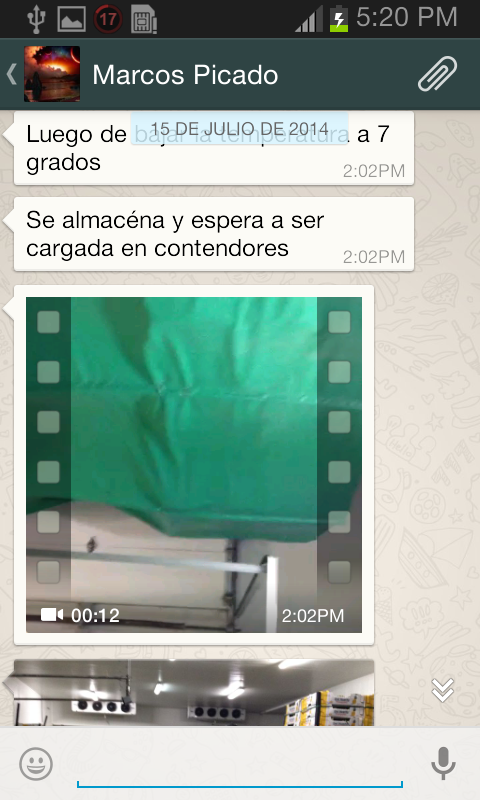 17
5:20 PM
Marcos Picado
15 DE JULIO DE 2014
Luego de bajar la temperatura a 7
grados
2:02PM
Se almacéna y espera a ser
cargada en contendores
2:02PM
00:12
2:02PM